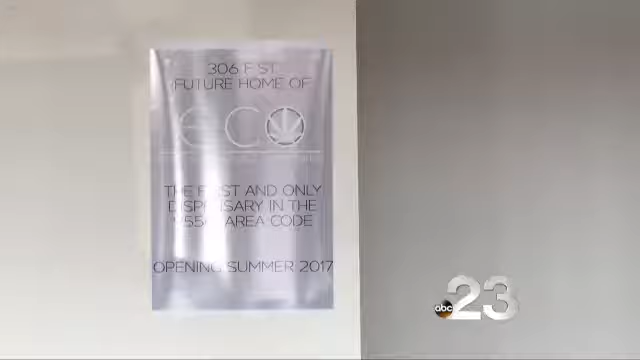 306 F ST.
FUTURE HOME OF
ECO
THE FIRST AND ONLY
DISPENSARY IN THE
AREA CODE
OPENING SUMMER 2017
abc 23